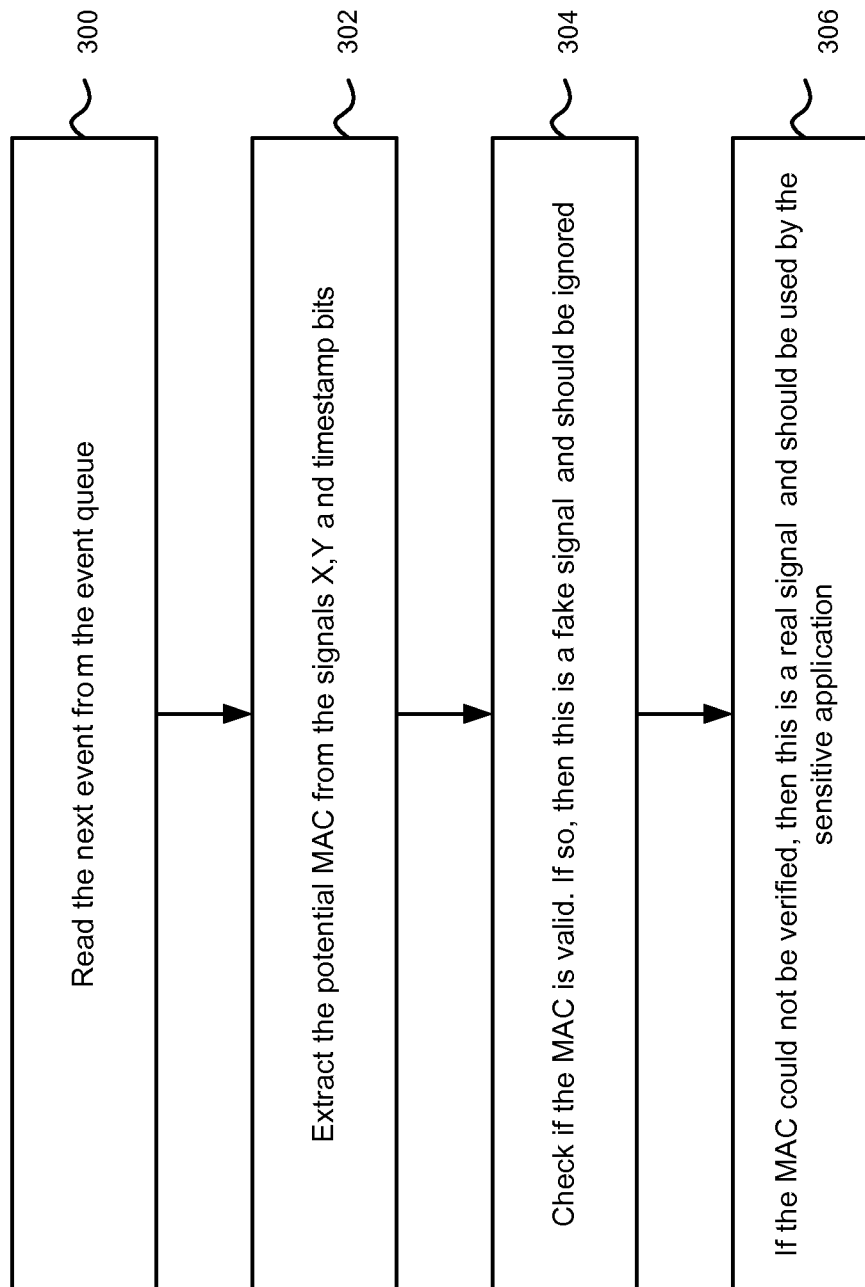 Read the next event from the event queue
300
Extract the potential MAC from the signals X,Y and timestamp bits
302
Check if the MAC is valid. If so, then this is a fake signal and should be ignored
304
If the MAC could not be verified, then this is a real signal and should be used by the
sensitive application
306